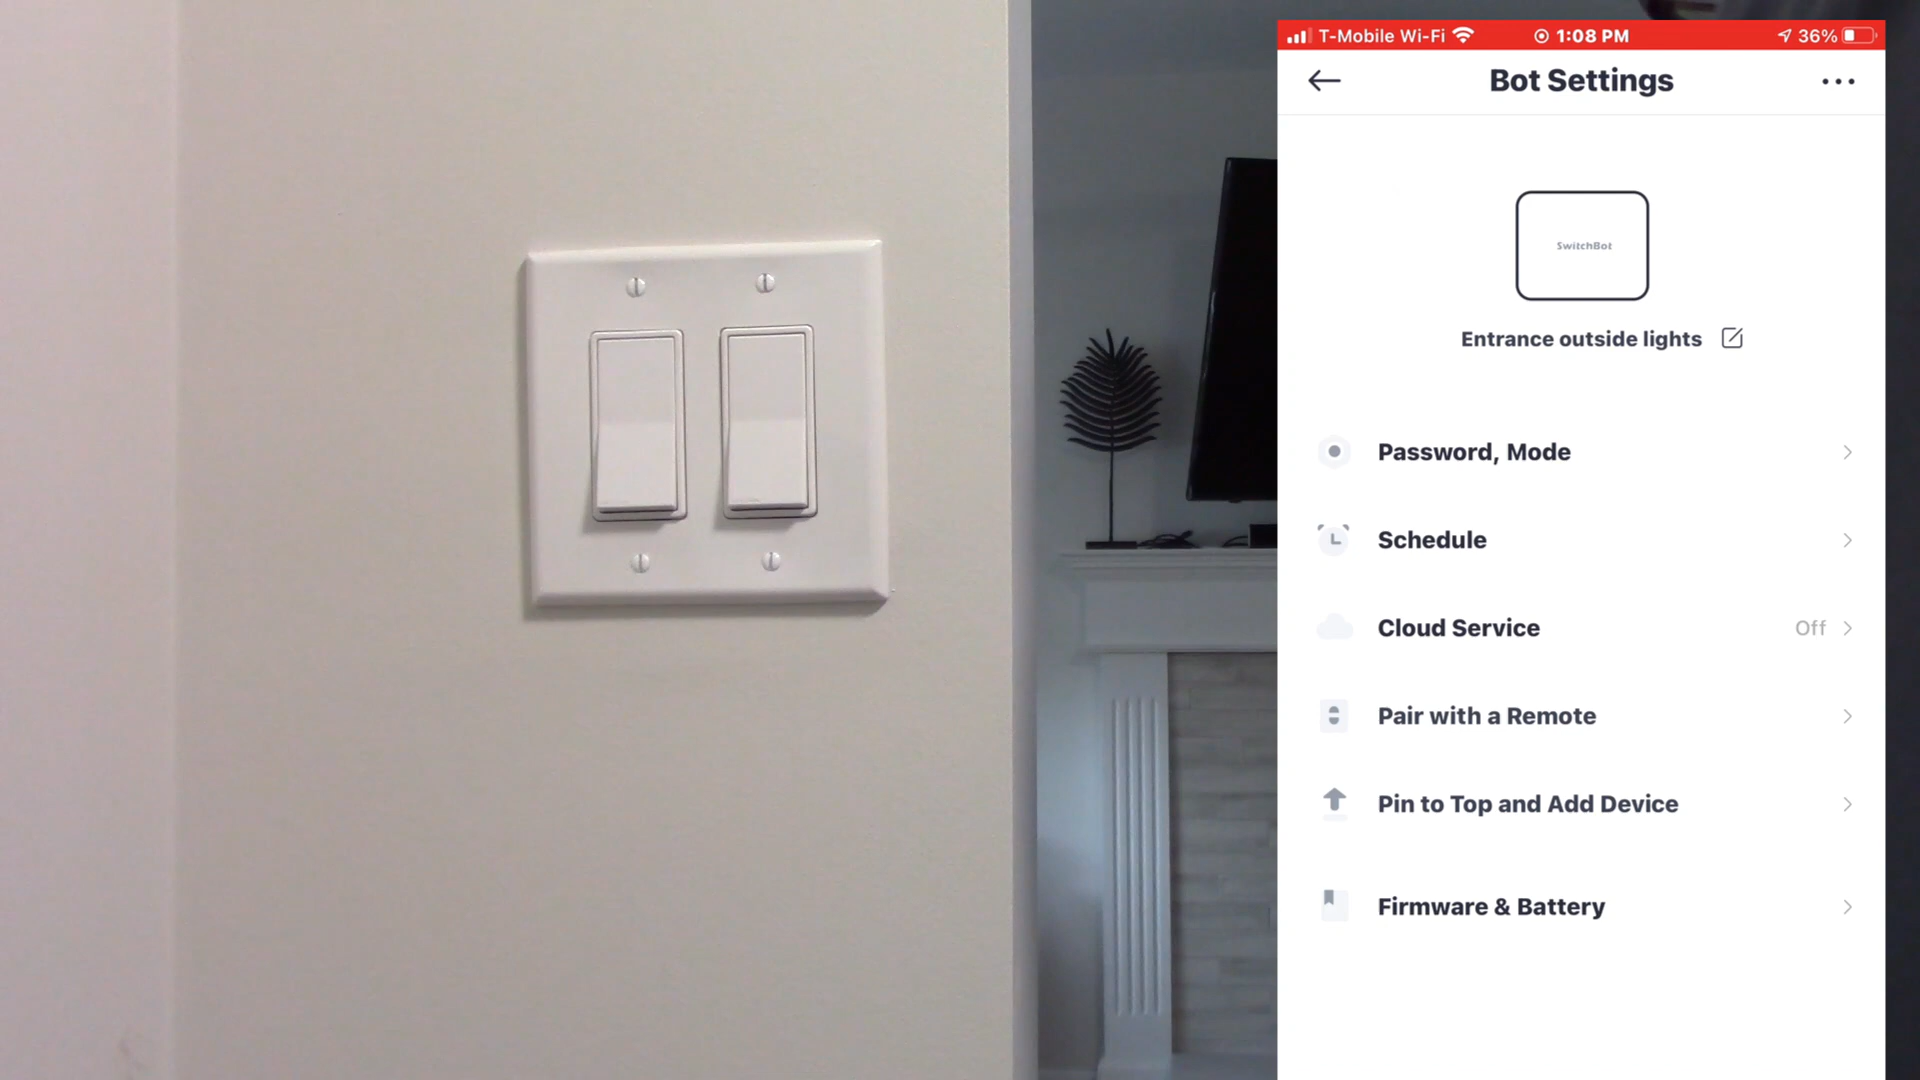 T-Mobile Wi-Fi 1:08 PM 36%
Bot Settings
SwitchBot
Entrance outside lights
Password, Mode
Schedule
Cloud Service Off
Pair with a Remote
Pin to Top and Add Device
Firmware & Battery